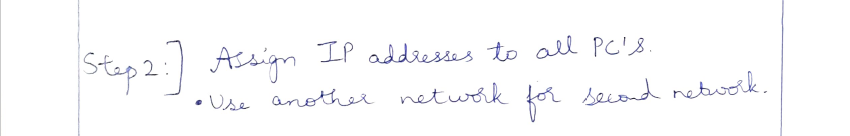 Step 2:] Assign IP addresses to all PC's.
• Use another network for second network.